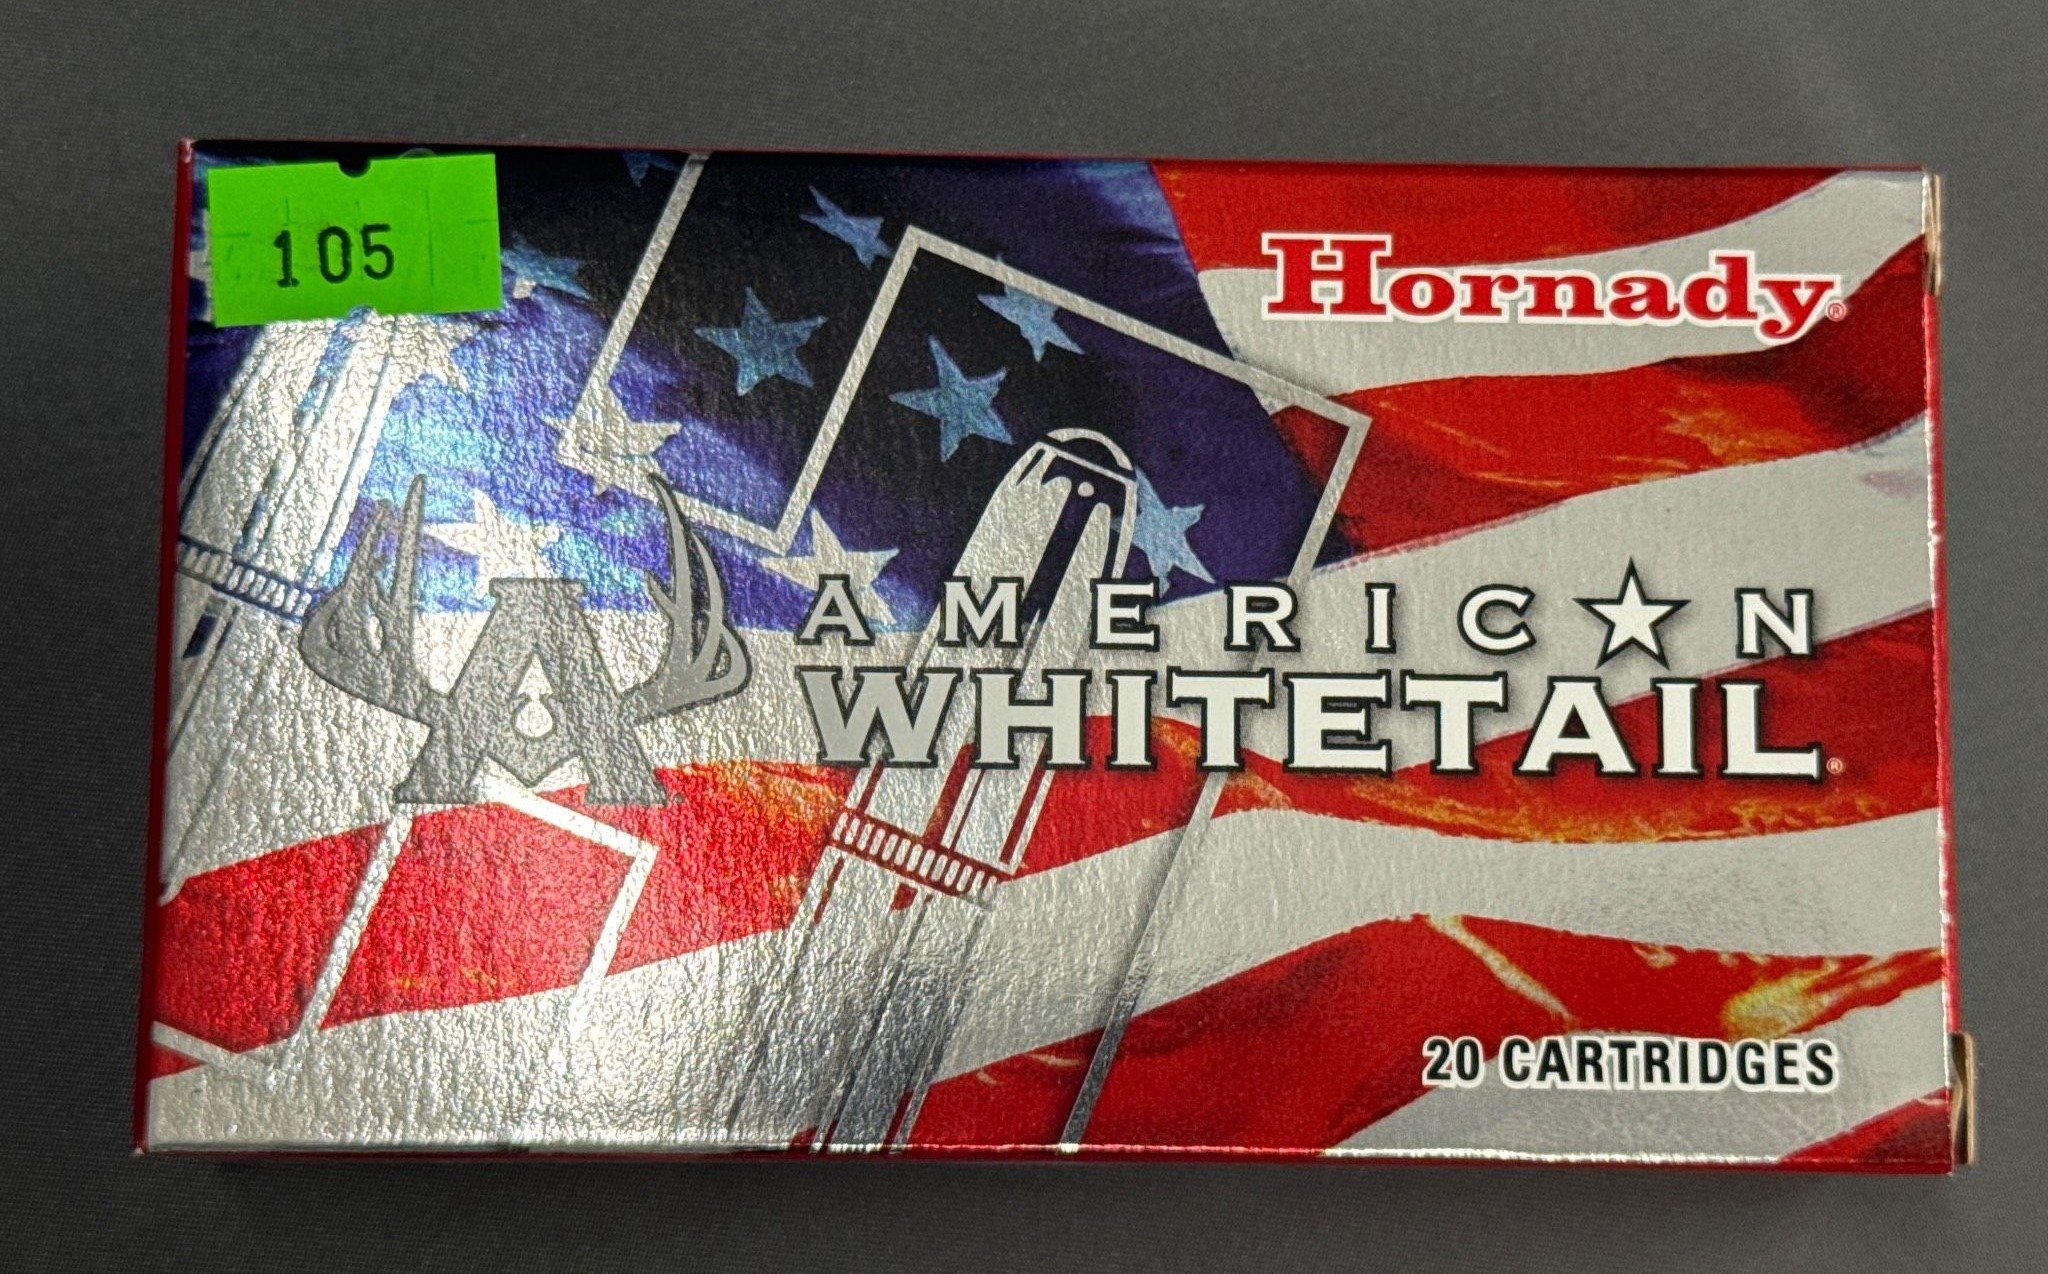 105
Hornady®
AMERICAN
WHITETAIL®
20 CARTRIDGES